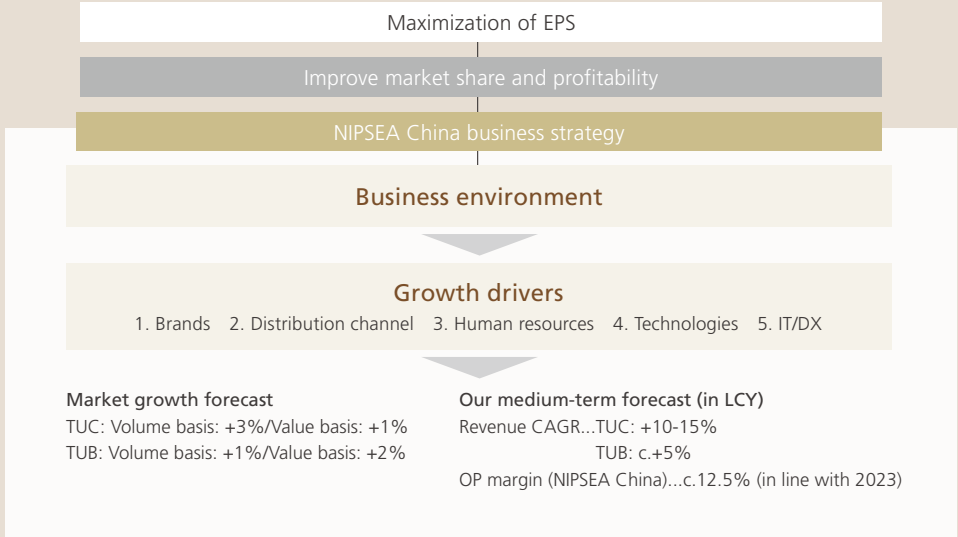 Maximization of EPS
Improve market share and profitability
NIPSEA China business strategy
Business environment
Growth drivers
1. Brands 2. Distribution channel 3. Human resources 4. Technologies 5. IT/DX
Market growth forecast
TUC: Volume basis: +3%/Value basis: +1%
TUB: Volume basis: +1%/Value basis: +2%
Our medium-term forecast (in LCY)
Revenue CAGR...TUC: +10-15%
TUB: c.+5%
OP margin (NIPSEA China)...c.12.5% (in line with 2023)